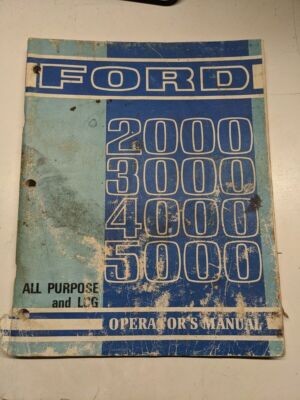 FORD
2000
3000
4000
5000
ALL PURPOSE
and LCG
OPERATOR'S MANUAL